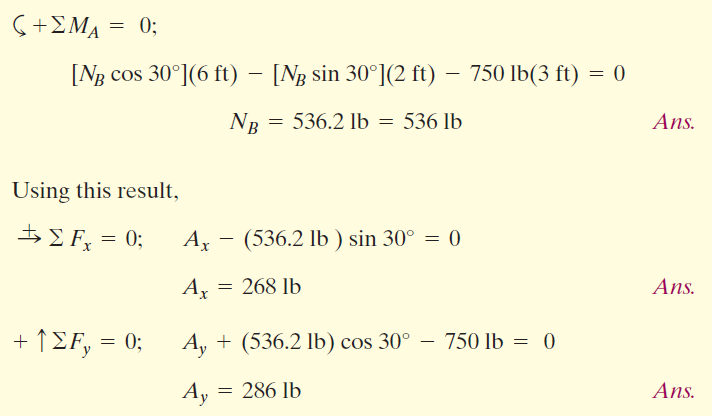 ↺+ΣM_A = 0;
[N_B cos 30°](6 ft) − [N_B sin 30°](2 ft) − 750 lb(3 ft) = 0
N_B = 536.2 lb = 536 lb Ans.
Using this result,
⇢+ ΣF_x = 0; A_x − (536.2 lb ) sin 30° = 0
A_x = 268 lb Ans.
+↑ΣF_y = 0; A_y + (536.2 lb) cos 30° − 750 lb = 0
A_y = 286 lb Ans.